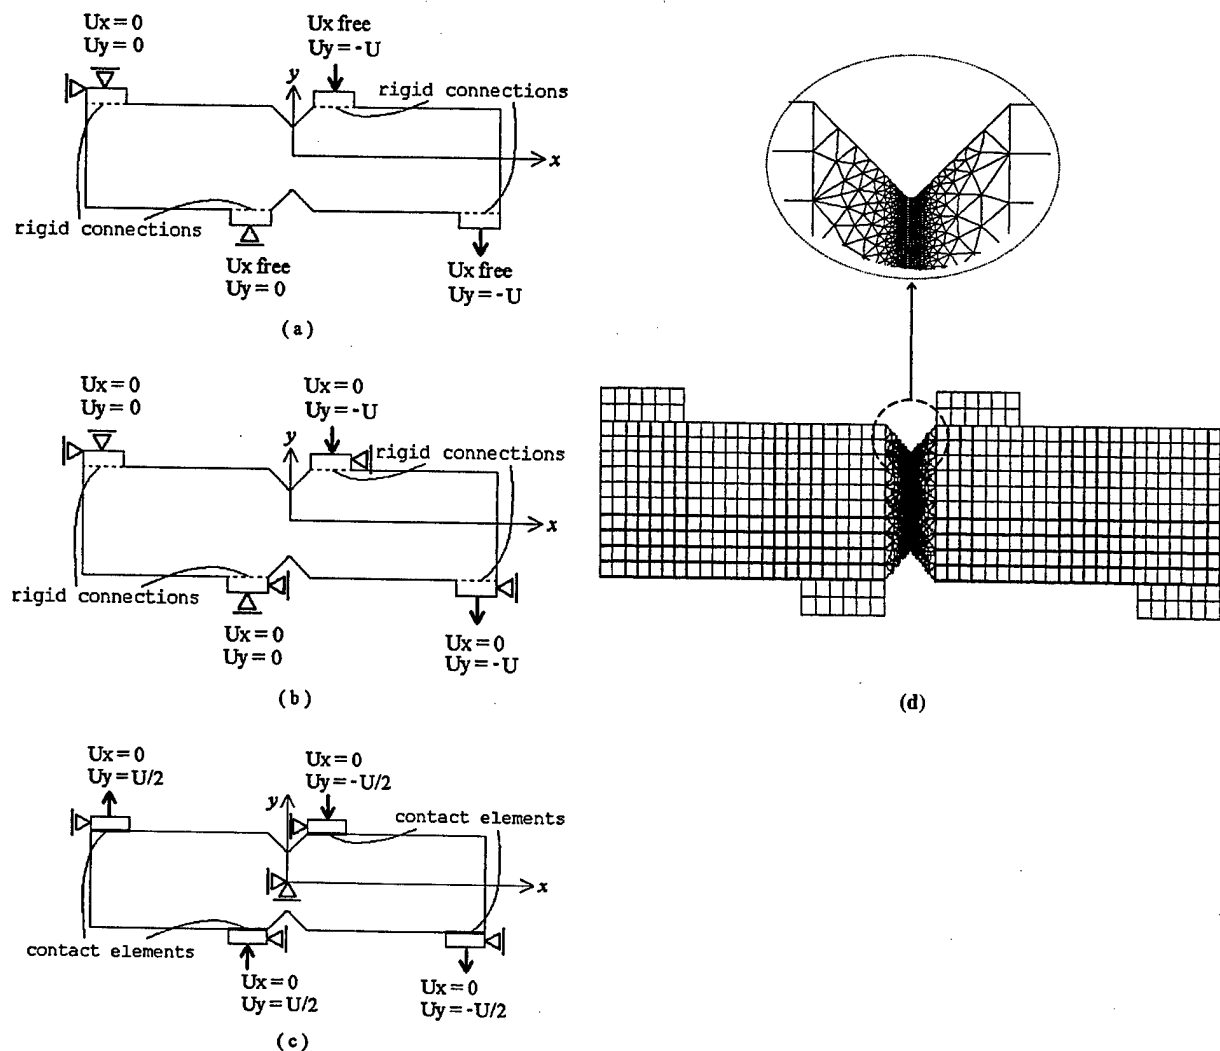 Ux = 0
Uy = 0
Ux free
Uy = -U
y
rigid connections
x
rigid connections
Ux free
Uy = 0
Ux free
Uy = -U
(a)
Ux = 0
Uy = 0
Ux = 0
Uy = -U
y
rigid connections
x
rigid connections
Ux = 0
Uy = 0
Ux = 0
Uy = -U
(b)
Ux = 0
Uy = U/2
Ux = 0
Uy = -U/2
y
contact elements
x
contact elements
Ux = 0
Uy = U/2
Ux = 0
Uy = -U/2
(c)
(d)